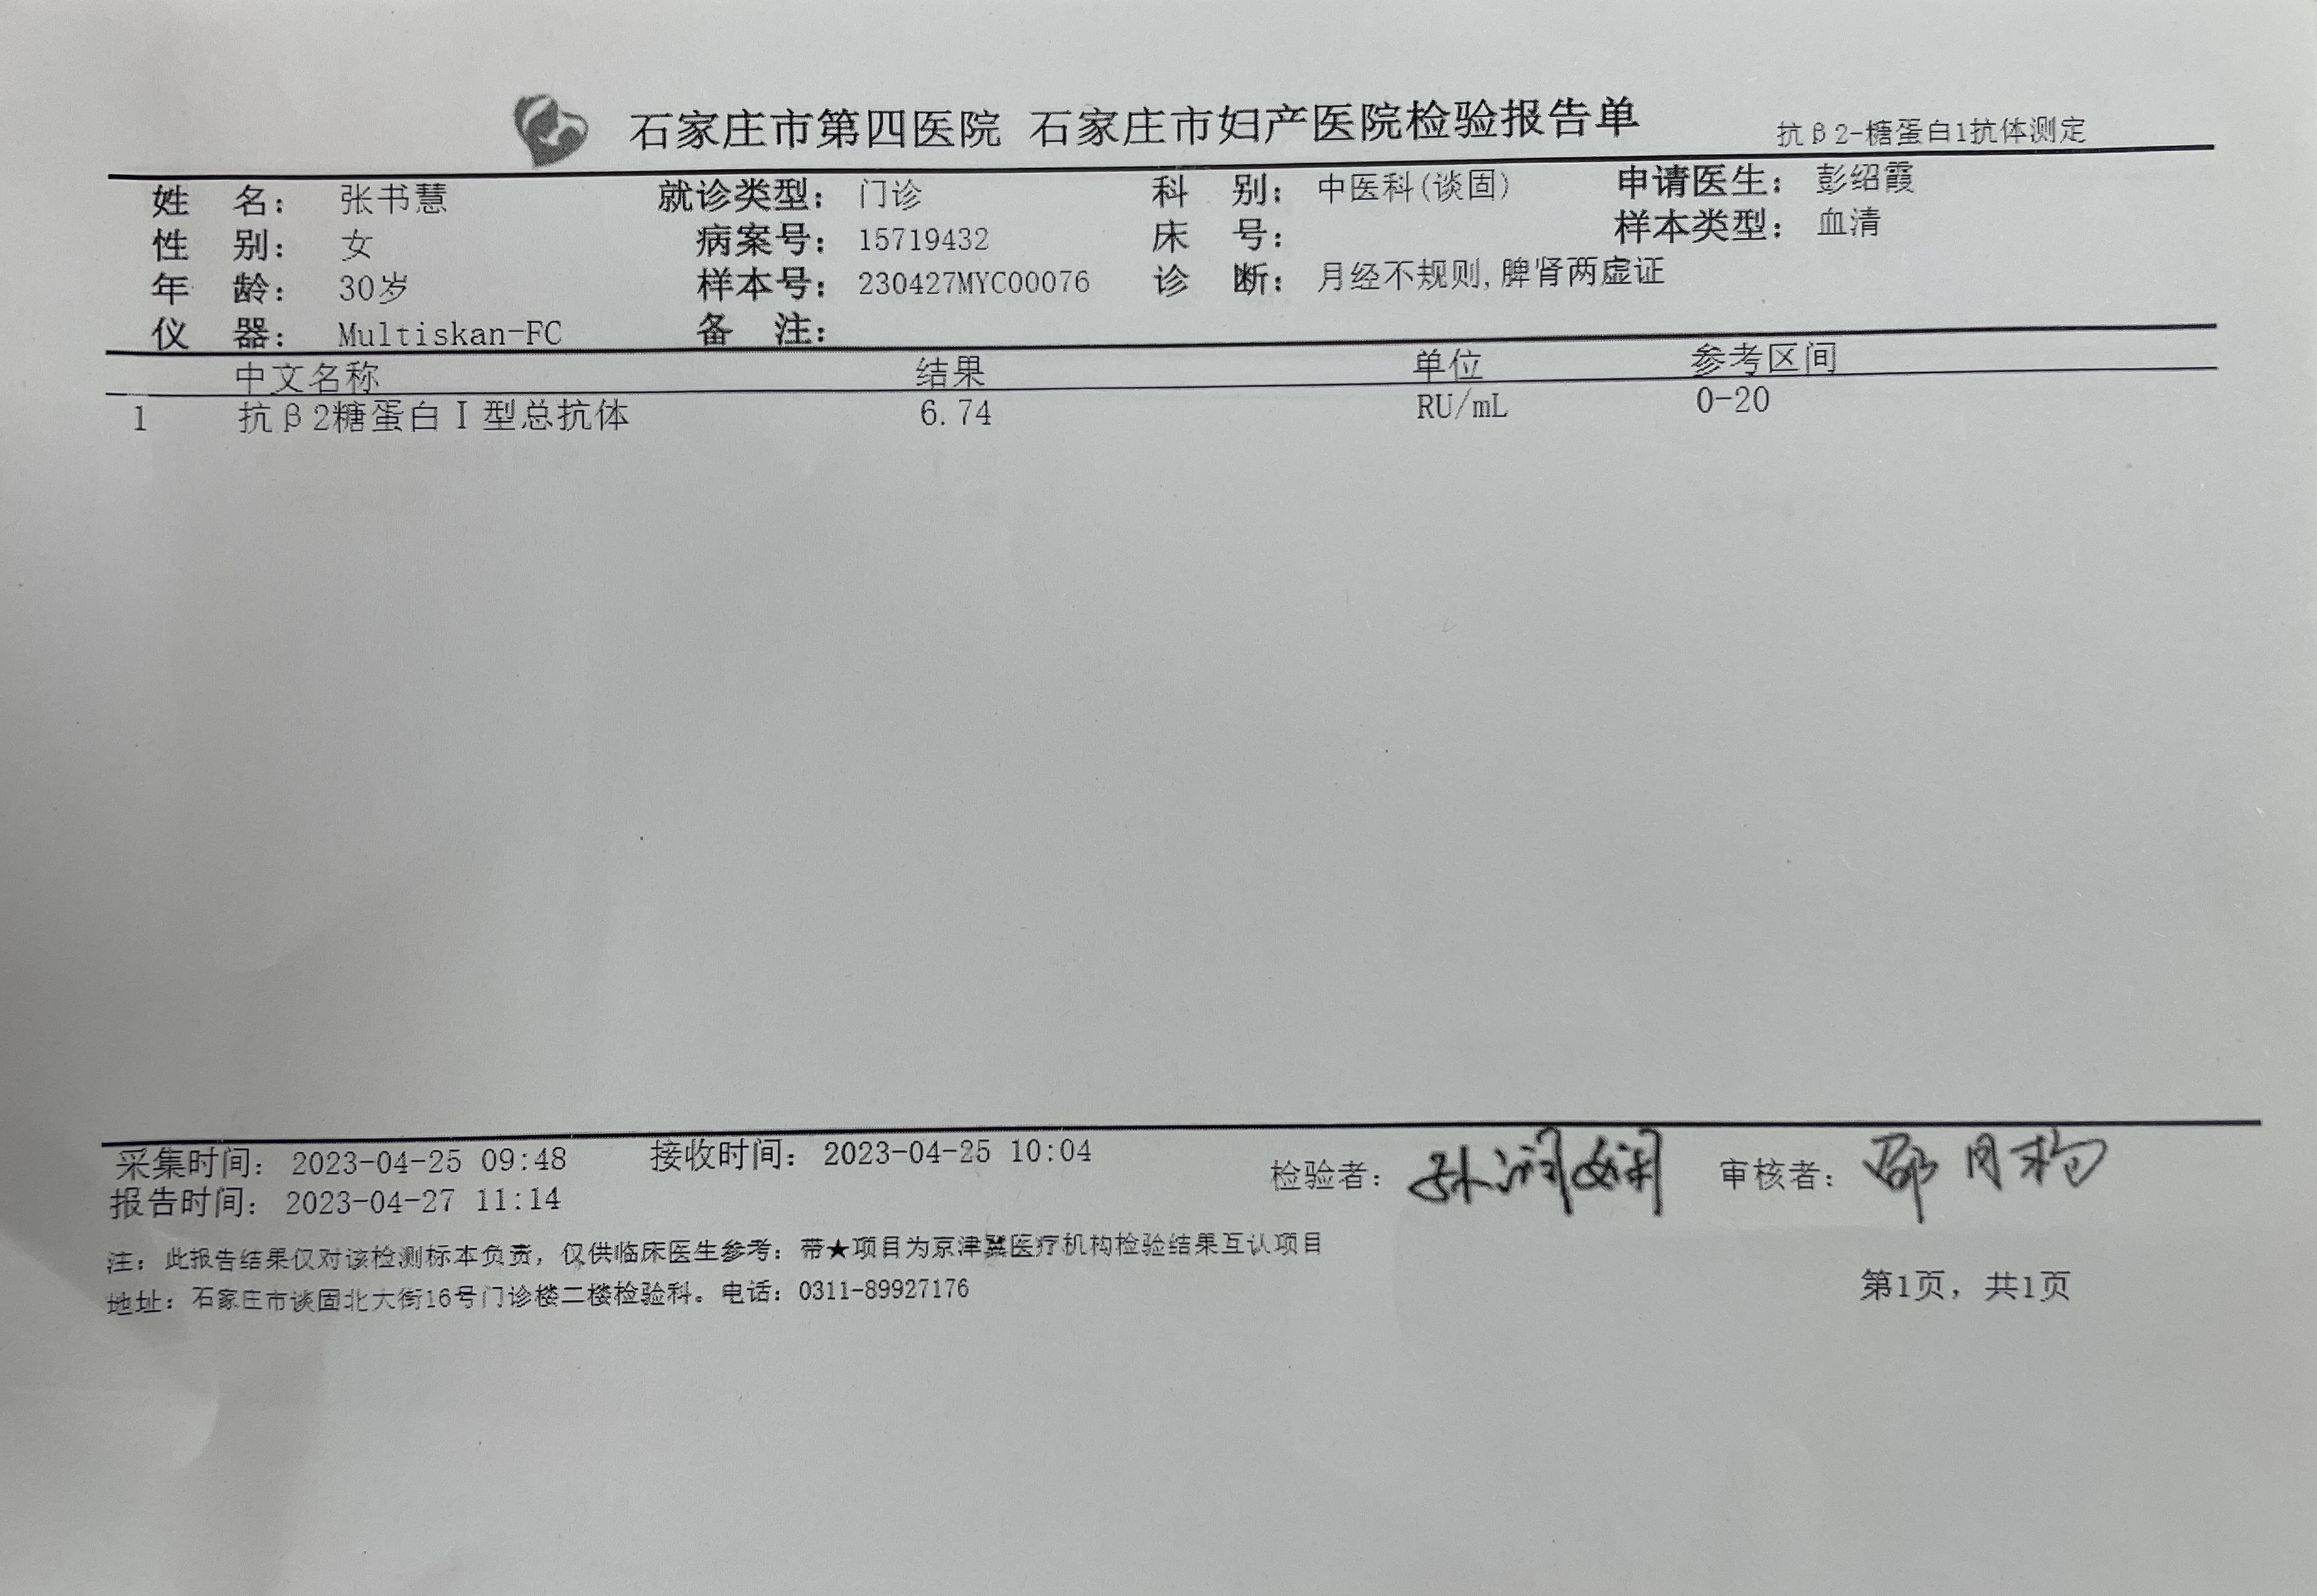 石家庄市第四医院 石家庄市妇产医院检验报告单 抗β2-糖蛋白1抗体测定
姓 名： 张书慧 就诊类型： 门诊 科 别： 中医科(谈固) 申请医生： 彭绍霞
性 别： 女 病案号： 15719432 床 号： 样本类型： 血清
年 龄： 30岁 样本号： 230427MYC00076 诊 断： 月经不规则,脾肾两虚证
仪 器： Multiskan-FC 备 注：
中文名称 结果 单位 参考区间
1 抗β2糖蛋白Ⅰ型总抗体 6.74 RU/mL 0-20
采集时间： 2023-04-25 09:48 接收时间： 2023-04-25 10:04 检验者： 审核者：
报告时间： 2023-04-27 11:14
注：此报告结果仅对该检测标本负责，仅供临床医生参考；带★项目为京津冀医疗机构检验结果互认项目
地址：石家庄市谈固北大街16号门诊楼二楼检验科。电话：0311-89927176
第1页，共1页